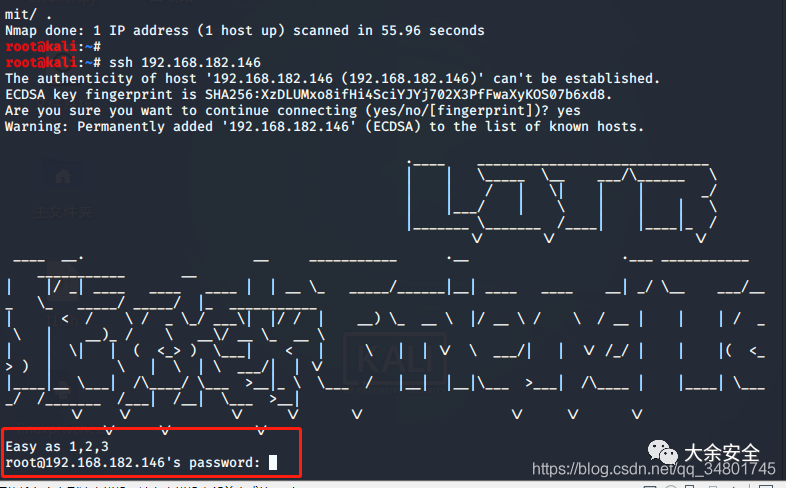 mit/ .
Nmap done: 1 IP address (1 host up) scanned in 55.96 seconds
root@kali:~#
root@kali:~# ssh 192.168.182.146
The authenticity of host '192.168.182.146 (192.168.182.146)' can't be established.
ECDSA key fingerprint is SHA256:XzDLUMxo8ifHi4SciYJYj702X3PfFwaXyKOS07b6xd8.
Are you sure you want to continue connecting (yes/no/[fingerprint])? yes
Warning: Permanently added '192.168.182.146' (ECDSA) to the list of known hosts.
KALI
Easy as 1,2,3
root@192.168.182.146's password:
大余安全
https://blog.csdn.net/qq_34801745